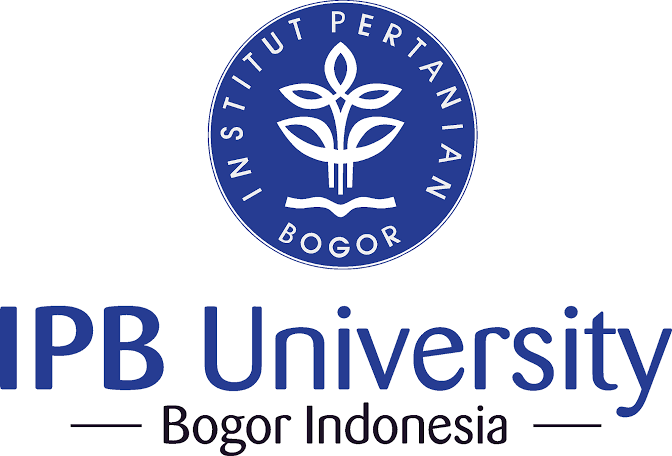 INSTITUT PERTANIAN
BOGOR
IPB University
Bogor Indonesia